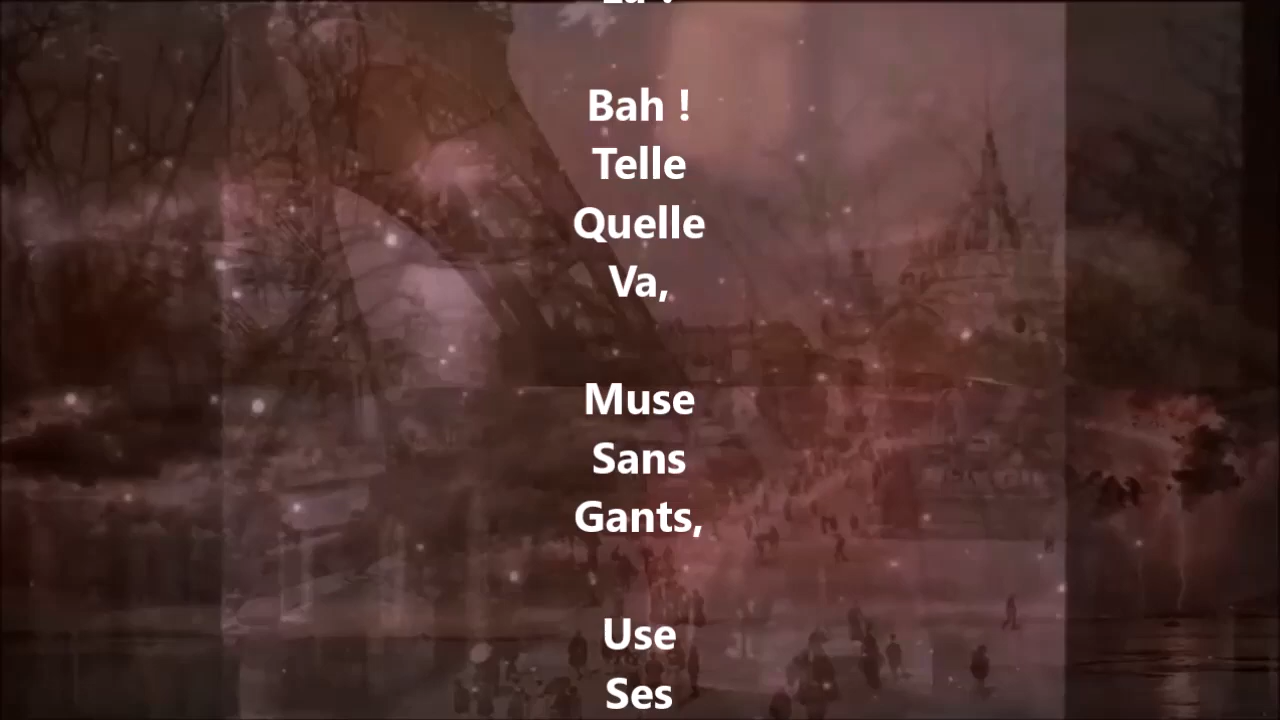 Bah !
Telle
Quelle
Va,
Muse
Sans
Gants,
Use
Ses